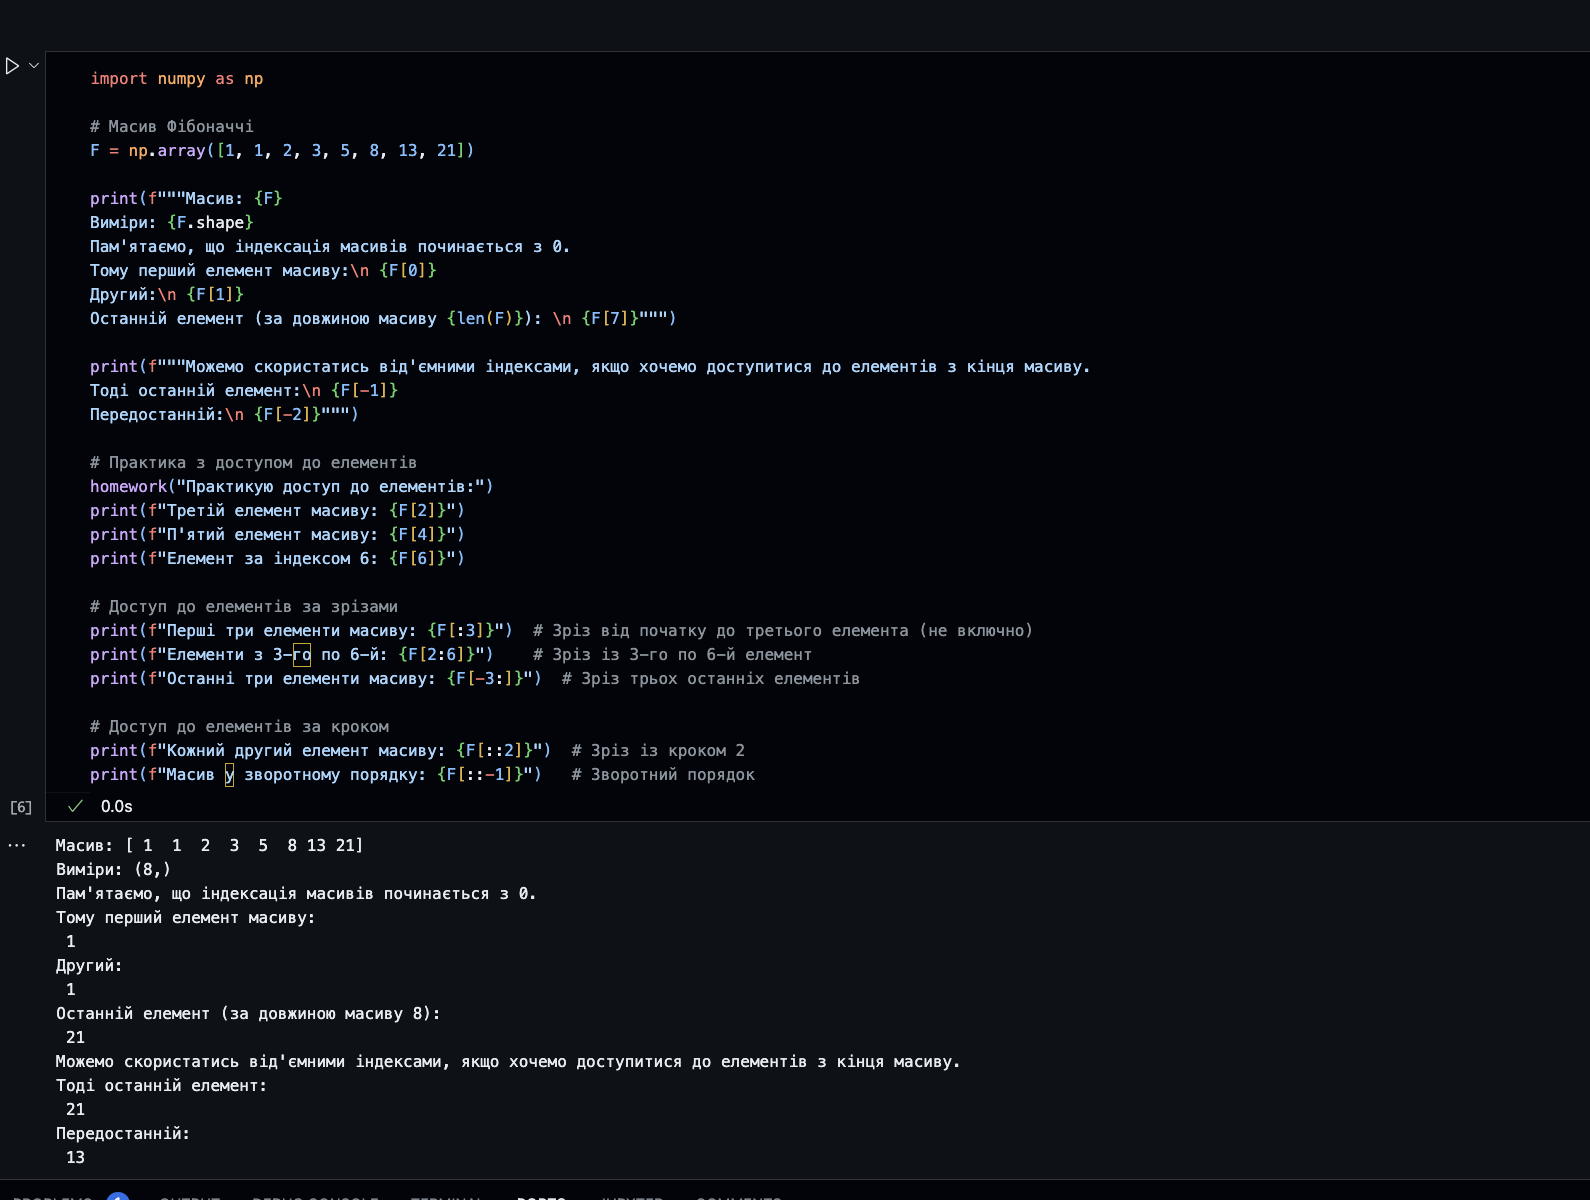 import numpy as np
# Масив Фібоначчі
F = np.array([1, 1, 2, 3, 5, 8, 13, 21])
print(f"""Масив: {F}
Виміри: {F.shape}
Пам'ятаємо, що індексація масивів починається з 0.
Тому перший елемент масиву:\n {F[0]}
Другий:\n {F[1]}
Останній елемент (за довжиною масиву {len(F)}): \n {F[7]}""")
print(f"""Можемо скористатись від'ємними індексами, якщо хочемо доступитися до елементів з кінця масиву.
Тоді останній елемент:\n {F[-1]}
Передостанній:\n {F[-2]}""")
# Практика з доступом до елементів
homework("Практикую доступ до елементів:")
print(f"Третій елемент масиву: {F[2]}")
print(f"П'ятий елемент масиву: {F[4]}")
print(f"Елемент за індексом 6: {F[6]}")
# Доступ до елементів за зрізами
print(f"Перші три елементи масиву: {F[:3]}")  # Зріз від початку до третього елемента (не включно)
print(f"Елементи з 3-го по 6-й: {F[2:6]}")    # Зріз із 3-го по 6-й елемент
print(f"Останні три елементи масиву: {F[-3:]}")  # Зріз трьох останніх елементів
# Доступ до елементів за кроком
print(f"Кожний другий елемент масиву: {F[::2]}")  # Зріз із кроком 2
print(f"Масив у зворотному порядку: {F[::-1]}")   # Зворотний порядок
[6] 0.0s
Масив: [ 1  1  2  3  5  8 13 21]
Виміри: (8,)
Пам'ятаємо, що індексація масивів починається з 0.
Тому перший елемент масиву:
1
Другий:
1
Останній елемент (за довжиною масиву 8):
21
Можемо скористатись від'ємними індексами, якщо хочемо доступитися до елементів з кінця масиву.
Тоді останній елемент:
21
Передостанній:
13